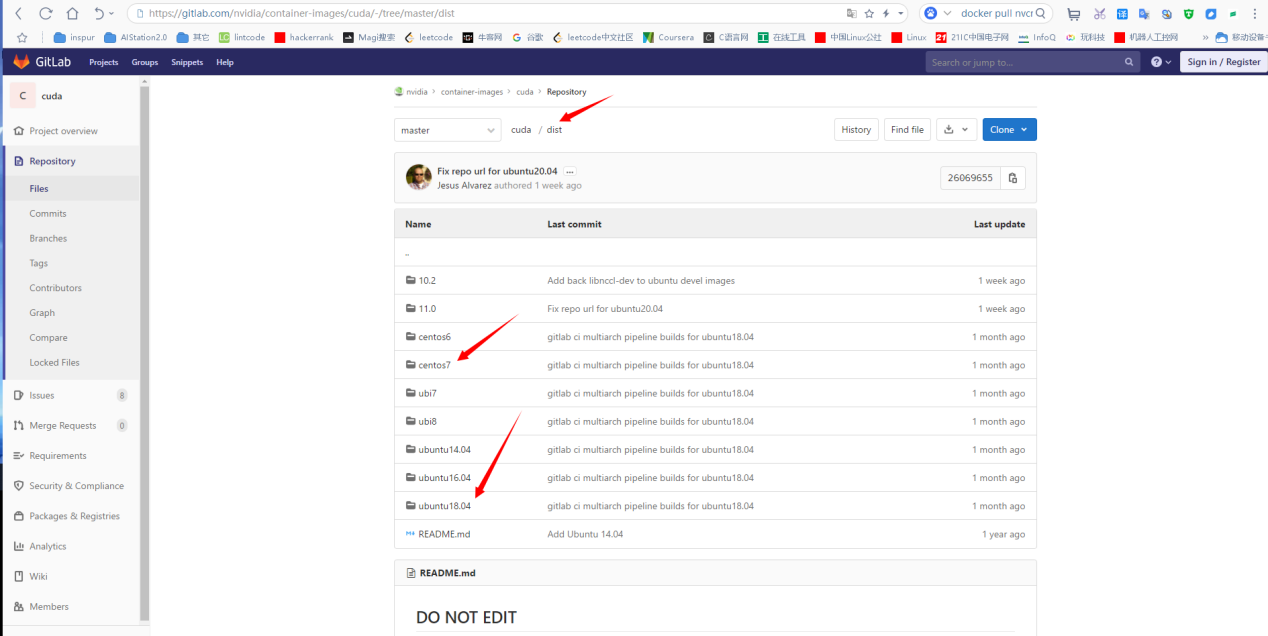 https://gitlab.com/nvidia/container-images/cuda/-/tree/master/dist
docker pull nvcr
inspur AIStation2.0 其它 lintcode hackerrank Magi搜索 leetcode 牛客网 谷歌 leetcode中文社区 Coursera C语言网 在线工具 中国Linux公社 Linux 21IC中国电子网 InfoQ 玩科技 机器人工控网 » 移动设备
GitLab Projects Groups Snippets Help Search or jump to... Sign in / Register
C cuda
Project overview
Repository
Files
Commits
Branches
Tags
Contributors
Graph
Compare
Locked Files
Issues 8
Merge Requests 0
Requirements
Security & Compliance
Packages & Registries
Analytics
Wiki
Members
nvidia > container-images > cuda > Repository
master cuda / dist History Find file Clone
Fix repo url for ubuntu20.04 ...
Jesus Alvarez authored 1 week ago
26069655
Name Last commit Last update
..
10.2 Add back libnccl-dev to ubuntu devel images 1 week ago
11.0 Fix repo url for ubuntu20.04 1 week ago
centos6 gitlab ci multiarch pipeline builds for ubuntu18.04 1 month ago
centos7 gitlab ci multiarch pipeline builds for ubuntu18.04 1 month ago
ubi7 gitlab ci multiarch pipeline builds for ubuntu18.04 1 month ago
ubi8 gitlab ci multiarch pipeline builds for ubuntu18.04 1 month ago
ubuntu14.04 gitlab ci multiarch pipeline builds for ubuntu18.04 1 month ago
ubuntu16.04 gitlab ci multiarch pipeline builds for ubuntu18.04 1 month ago
ubuntu18.04 gitlab ci multiarch pipeline builds for ubuntu18.04 1 month ago
README.md Add Ubuntu 14.04 1 year ago
README.md
DO NOT EDIT